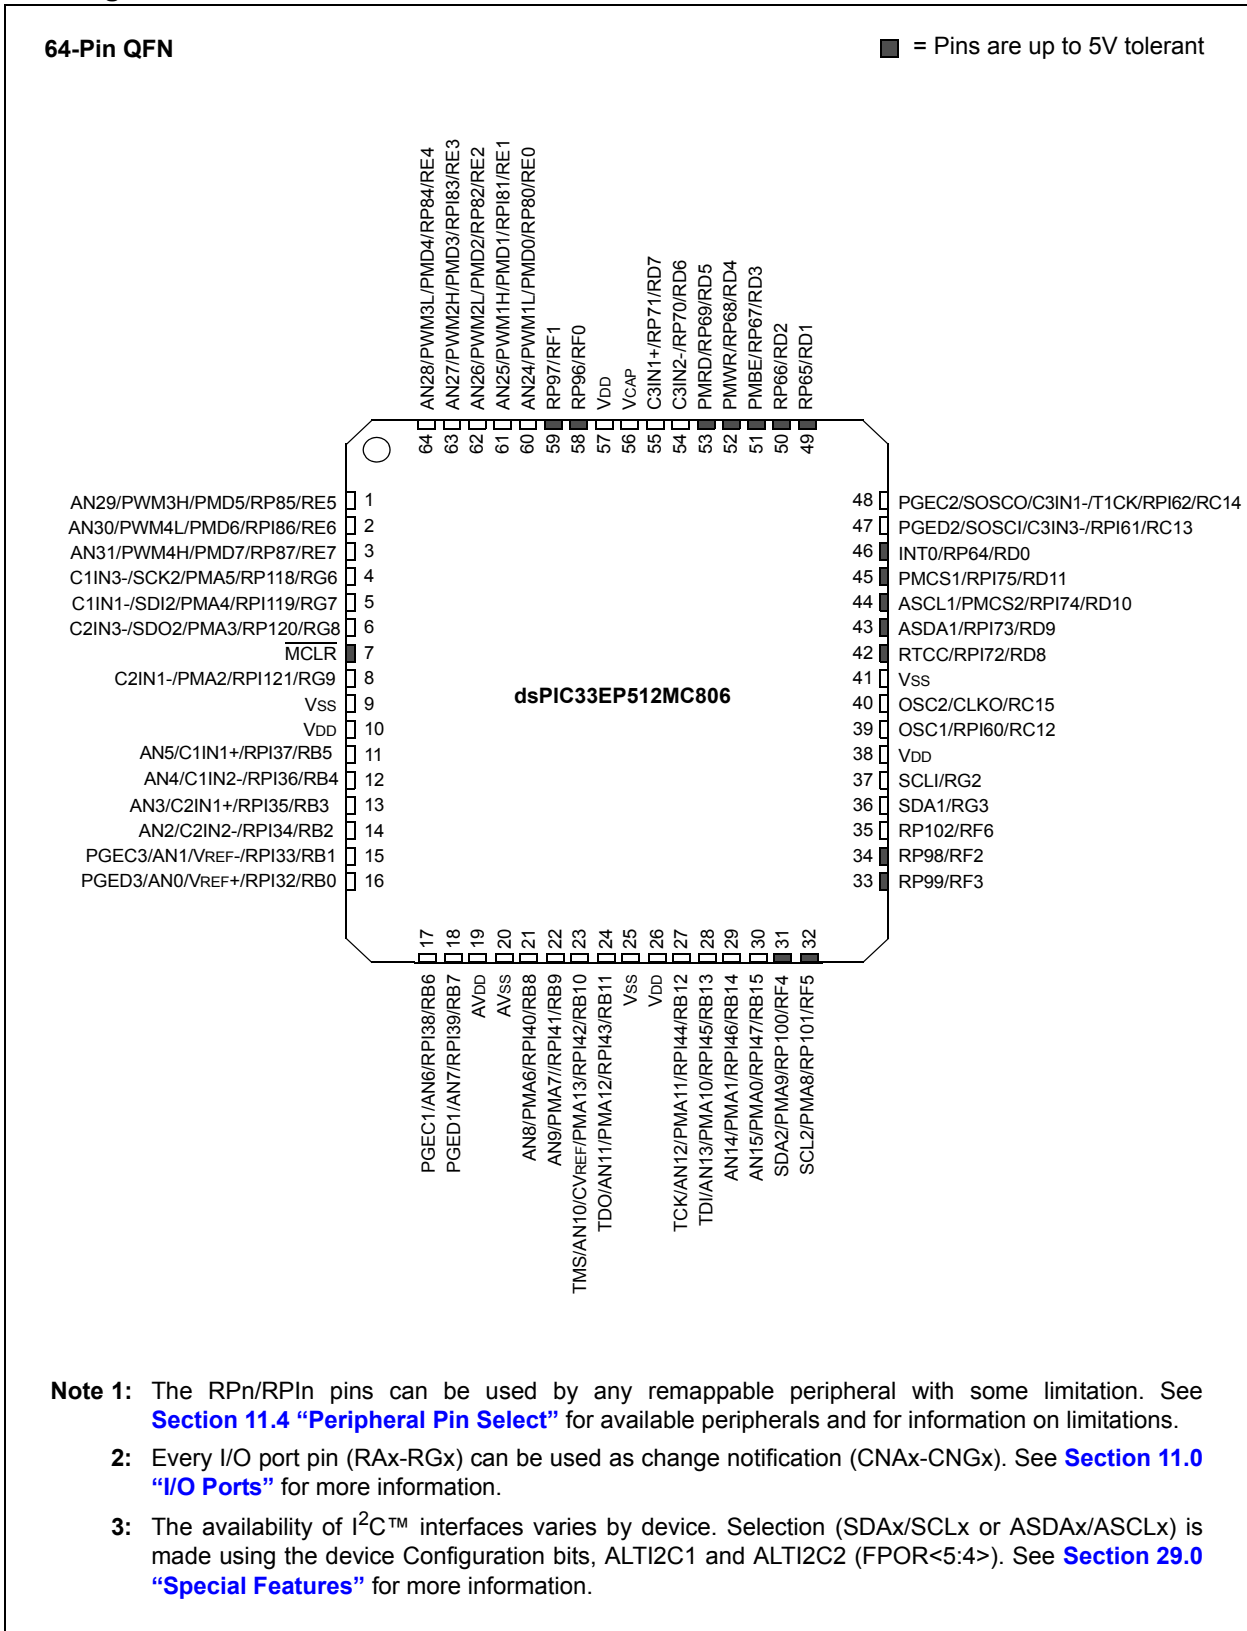 64-Pin QFN
= Pins are up to 5V tolerant
AN28/PWM3L/PMD4/RP84/RE4
AN27/PWM2H/PMD3/RPI83/RE3
AN26/PWM2L/PMD2/RP82/RE2
AN25/PWM1H/PMD1/RPI81/RE1
AN24/PWM1L/PMD0/RP80/RE0
RP97/RF1
RP96/RF0
VDD
VCAP
C3IN1+/RP71/RD7
C3IN2-/RP70/RD6
PMRD/RP69/RD5
PMWR/RP68/RD4
PMBE/RP67/RD3
RP66/RD2
RP65/RD1
64 63 62 61 60 59 58 57 56 55 54 53 52 51 50 49
AN29/PWM3H/PMD5/RP85/RE5 1
AN30/PWM4L/PMD6/RPI86/RE6 2
AN31/PWM4H/PMD7/RP87/RE7 3
C1IN3-/SCK2/PMA5/RP118/RG6 4
C1IN1-/SDI2/PMA4/RPI119/RG7 5
C2IN3-/SDO2/PMA3/RP120/RG8 6
MCLR 7
C2IN1-/PMA2/RPI121/RG9 8
VSS 9
VDD 10
AN5/C1IN1+/RPI37/RB5 11
AN4/C1IN2-/RPI36/RB4 12
AN3/C2IN1+/RPI35/RB3 13
AN2/C2IN2-/RPI34/RB2 14
PGEC3/AN1/VREF-/RPI33/RB1 15
PGED3/AN0/VREF+/RPI32/RB0 16
dsPIC33EP512MC806
48 PGEC2/SOSCO/C3IN1-/T1CK/RPI62/RC14
47 PGED2/SOSCI/C3IN3-/RPI61/RC13
46 INT0/RP64/RD0
45 PMCS1/RPI75/RD11
44 ASCL1/PMCS2/RPI74/RD10
43 ASDA1/RPI73/RD9
42 RTCC/RPI72/RD8
41 VSS
40 OSC2/CLKO/RC15
39 OSC1/RPI60/RC12
38 VDD
37 SCLI/RG2
36 SDA1/RG3
35 RP102/RF6
34 RP98/RF2
33 RP99/RF3
17 18 19 20 21 22 23 24 25 26 27 28 29 30 31 32
PGEC1/AN6/RPI38/RB6
PGED1/AN7/RPI39/RB7
AVDD
AVSS
AN8/PMA6/RPI40/RB8
AN9/PMA7//RPI41/RB9
TMS/AN10/CVREF/PMA13/RPI42/RB10
TDO/AN11/PMA12/RPI43/RB11
VSS
VDD
TCK/AN12/PMA11/RPI44/RB12
TDI/AN13/PMA10/RPI45/RB13
AN14/PMA1/RPI46/RB14
AN15/PMA0/RPI47/RB15
SDA2/PMA9/RP100/RF4
SCL2/PMA8/RP101/RF5
Note 1: The RPn/RPIn pins can be used by any remappable peripheral with some limitation. See
Section 11.4 “Peripheral Pin Select” for available peripherals and for information on limitations.
2: Every I/O port pin (RAx-RGx) can be used as change notification (CNAx-CNGx). See Section 11.0
“I/O Ports” for more information.
3: The availability of I2C™ interfaces varies by device. Selection (SDAx/SCLx or ASDAx/ASCLx) is
made using the device Configuration bits, ALTI2C1 and ALTI2C2 (FPOR<5:4>). See Section 29.0
“Special Features” for more information.